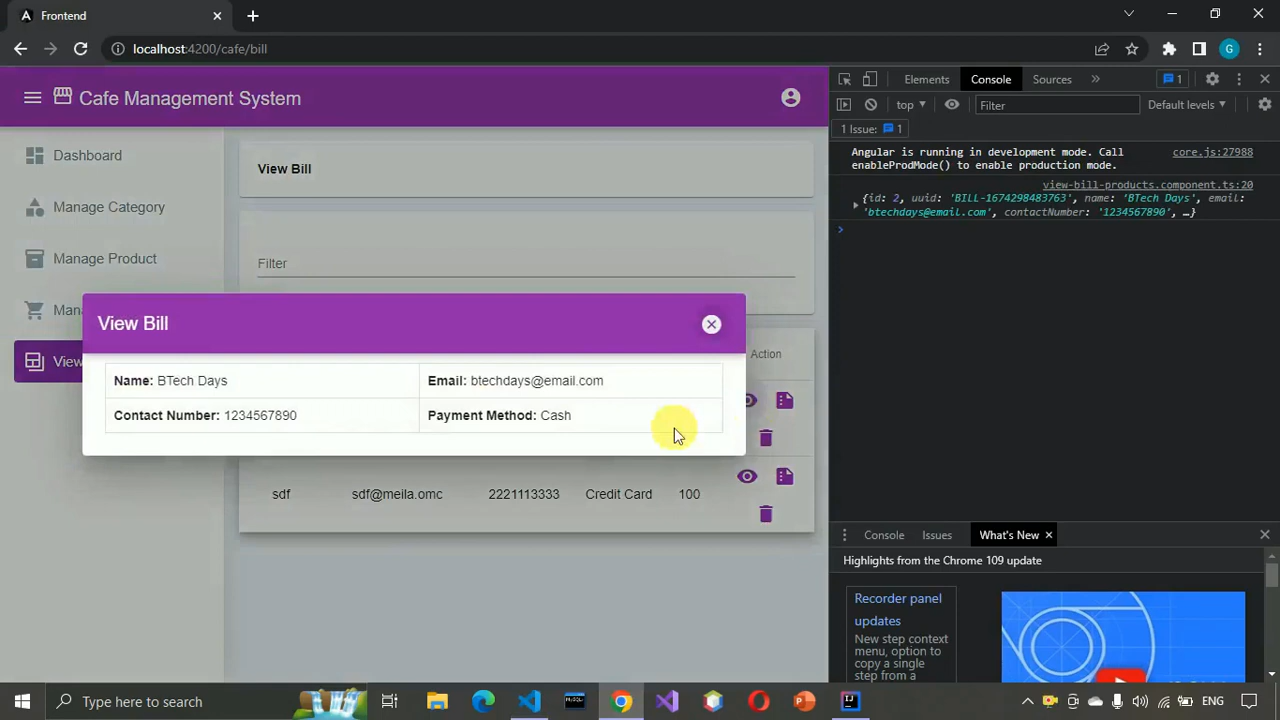 Frontend
localhost:4200/cafe/bill
G
Cafe Management System
Dashboard
Manage Category
Manage Product
Man
View
View Bill
Filter
Action
View Bill
Name: BTech Days
Email: btechdays@email.com
Contact Number: 1234567890
Payment Method: Cash
sdf
sdf@meila.omc
2221113333
Credit Card
100
Elements
Console
Sources
1
top
Filter
Default levels
1 Issue: 1
Angular is running in development mode. Call
core.js:27988
enableProdMode() to enable production mode.
view-bill-products.component.ts:20
{id: 2, uuid: 'BILL-1674298483763', name: 'BTech Days', email:
'btechdays@email.com', contactNumber: '1234567890', …}
Console
Issues
What's New
Highlights from the Chrome 109 update
Recorder panel
updates
New step context
menu, option to
copy a single
step from a
Type here to search
ENG